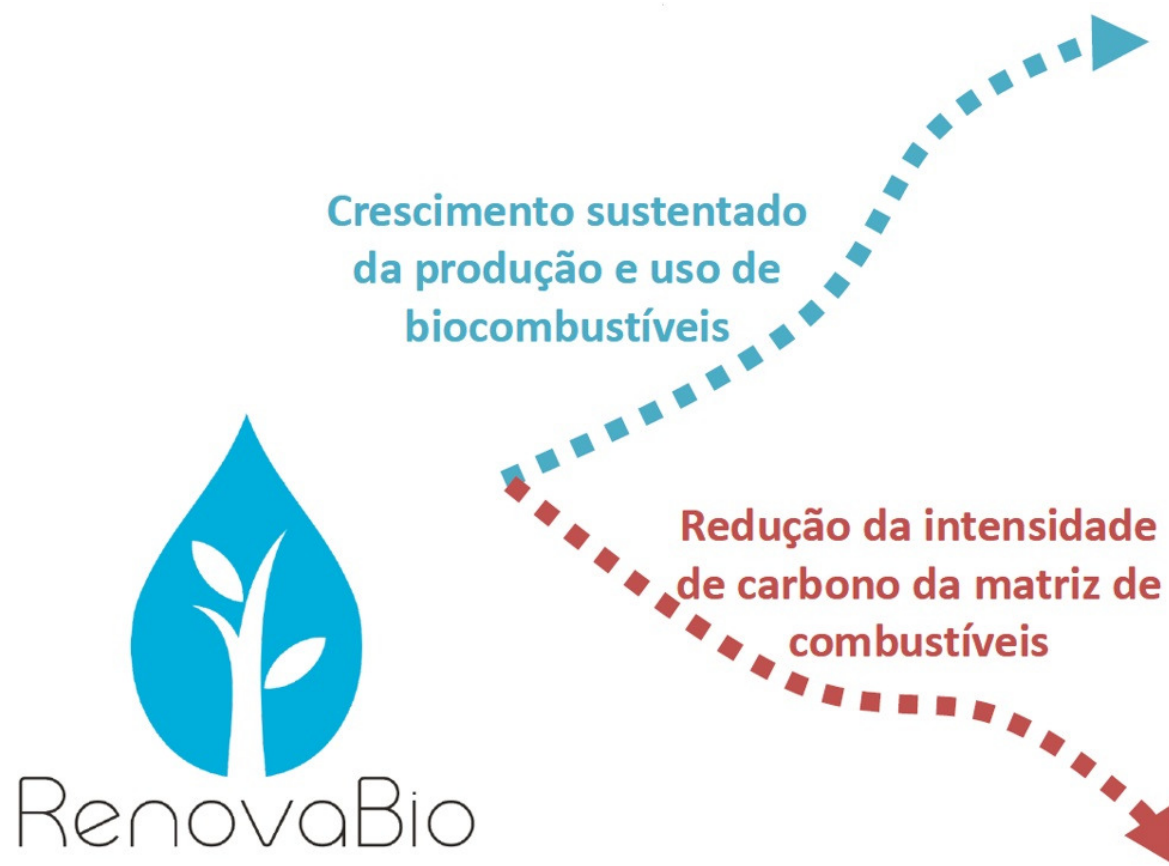 Crescimento sustentado
da produção e uso de
biocombustíveis
Redução da intensidade
de carbono da matriz de
combustíveis
RenovaBio